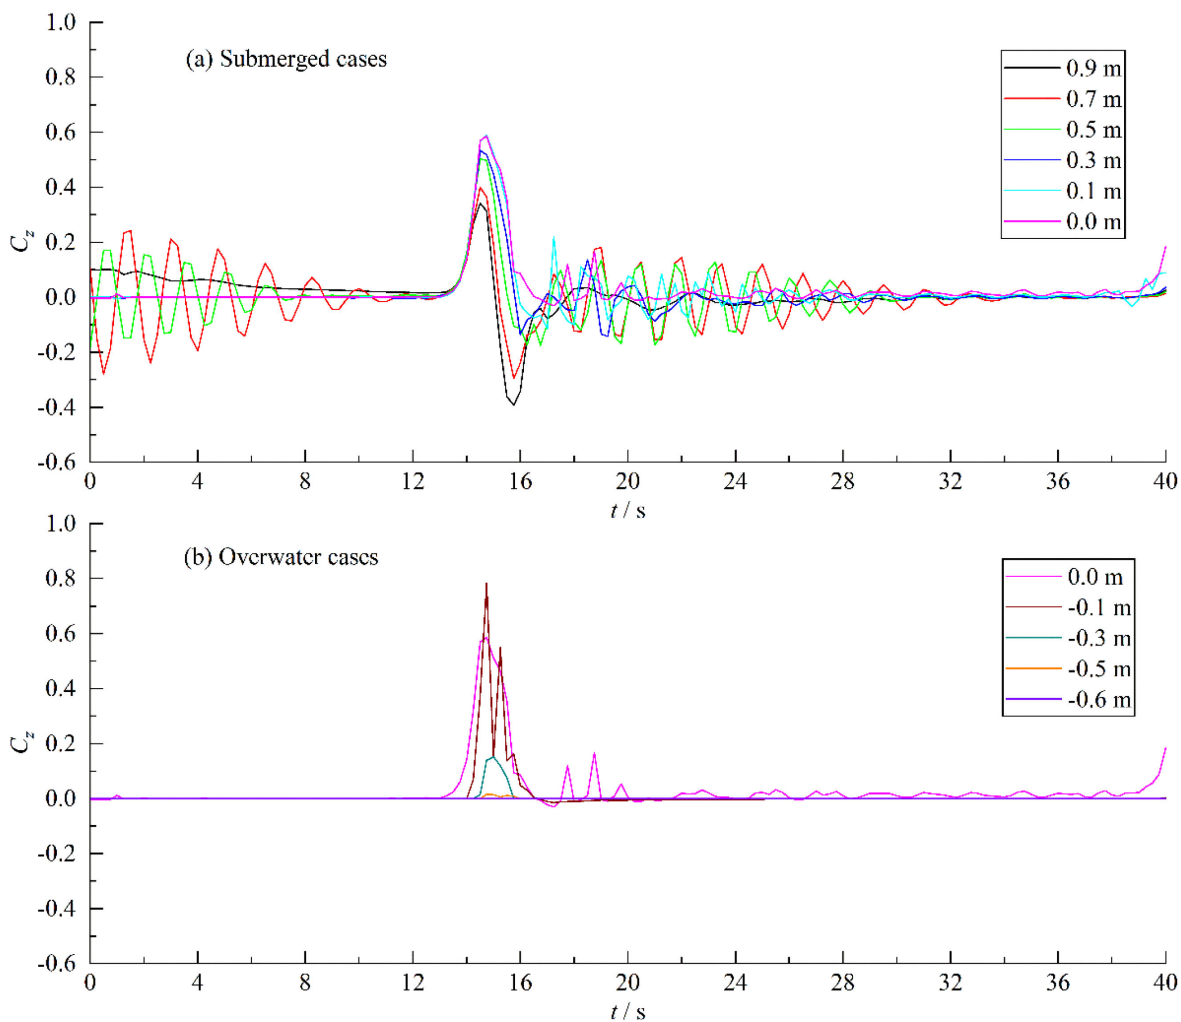 (a) Submerged cases
1.0
0.8
0.6
0.4
0.2
0.0
-0.2
-0.4
-0.6
C_z
0.9 m
0.7 m
0.5 m
0.3 m
0.1 m
0.0 m
0 4 8 12 16 20 24 28 32 36 40
t / s
(b) Overwater cases
1.0
0.8
0.6
0.4
0.2
0.0
-0.2
-0.4
-0.6
C_z
0.0 m
-0.1 m
-0.3 m
-0.5 m
-0.6 m
0 4 8 12 16 20 24 28 32 36 40
t / s